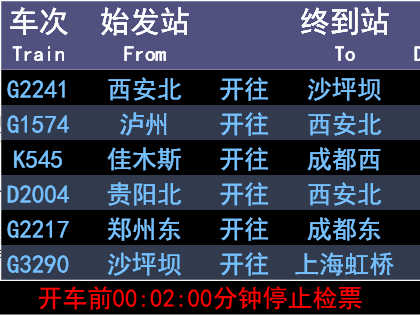 车次 始发站 终到站
Train From To D
G2241 西安北 开往 沙坪坝
G1574 泸州 开往 西安北
K545 佳木斯 开往 成都西
D2004 贵阳北 开往 西安北
G2217 郑州东 开往 成都东
G3290 沙坪坝 开往 上海虹桥
开车前00:02:00分钟停止检票